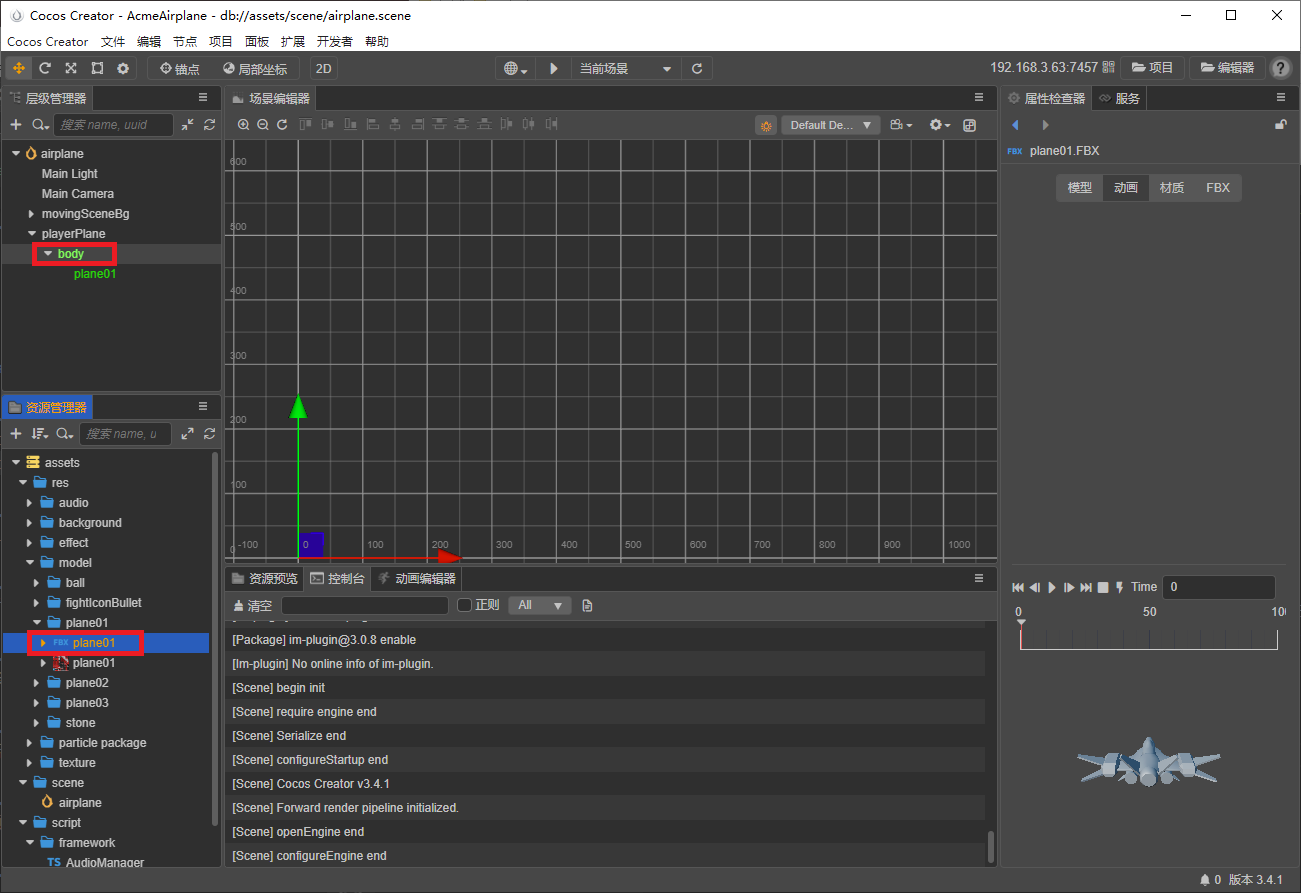 Cocos Creator - AcmeAirplane - db://assets/scene/airplane.scene
Cocos Creator 文件 编辑 节点 项目 面板 扩展 开发者 帮助
锚点 局部坐标 2D 当前场景 192.168.3.63:7457 项目 编辑器 ?
层级管理器
搜索 name, uuid
airplane
Main Light
Main Camera
movingSceneBg
playerPlane
body
plane01
资源管理器
搜索 name, u
assets
res
audio
background
effect
model
ball
fightIconBullet
plane01
FBX plane01
plane01
plane02
plane03
stone
particle package
texture
scene
airplane
script
framework
TS AudioManager
场景编辑器
Default De...
600
500
400
300
200
100
0
-100 0 100 200 300 400 500 600 700 800 900 1000
资源预览 控制台 动画编辑器
清空 正则 All
[Package] im-plugin@3.0.8 enable
[Im-plugin] No online info of im-plugin.
[Scene] begin init
[Scene] require engine end
[Scene] Serialize end
[Scene] configureStartup end
[Scene] Cocos Creator v3.4.1
[Scene] Forward render pipeline initialized.
[Scene] openEngine end
[Scene] configureEngine end
属性检查器 服务
FBX plane01.FBX
模型 动画 材质 FBX
Time 0
0 50 100
0 版本 3.4.1